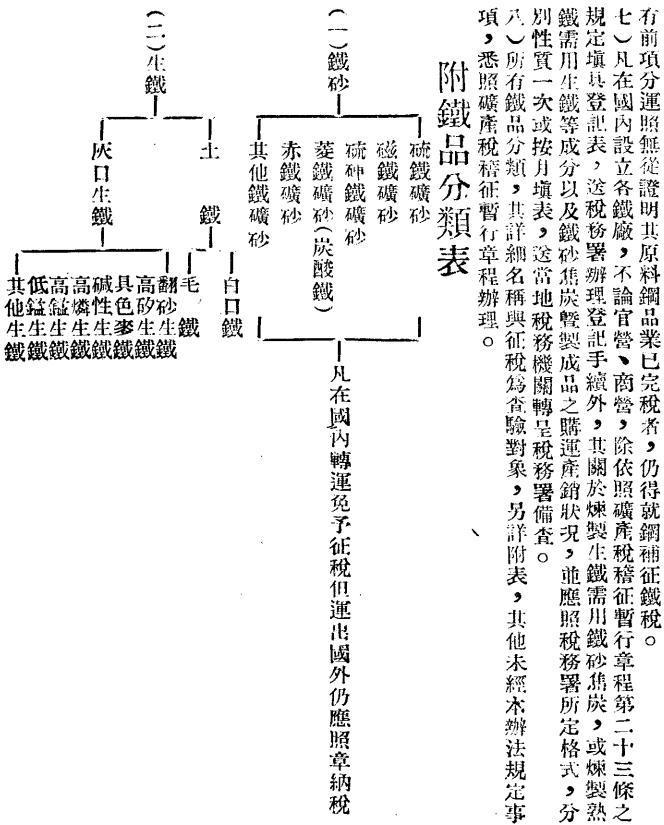 有前項分運照無從證明其原料鋼品業已完稅者，仍得就鋼補征鐵稅。
七）凡在國內設立各鐵廠，不論官營、商營，除依照礦產稅稽征暫行章程第二十三條之
規定填具登記表，送稅務署辦理登記手續外，其關於煉製生鐵需用鐵砂焦炭，或煉製熟
鐵需用生鐵等成分以及鐵砂焦炭暨製成品之購運產銷狀況，並應照稅務署所定格式，分
別性質一次或按月填表，送當地稅務機關轉呈稅務署備查。
八）所有鐵品分類，其詳細名稱與征稅爲查驗對象，另詳附表，其他未經本辦法規定事
項，悉照礦產稅稽征暫行章程辦理。
附鐵品分類表
（一）鐵砂
硫鐵礦砂
磁鐵礦砂
硫砷鐵礦砂
菱鐵礦砂（炭酸鐵）
赤鐵礦砂
其他鐵礦砂
凡在國內轉運免予征稅但運出國外仍應照章納稅
（二）生鐵
土鐵
白口鐵
毛鐵
灰口生鐵
翻砂生鐵
高矽生鐵
具色麥鐵
碱性生鐵
高燐生鐵
高鎰生鐵
低鎰生鐵
其他生鐵